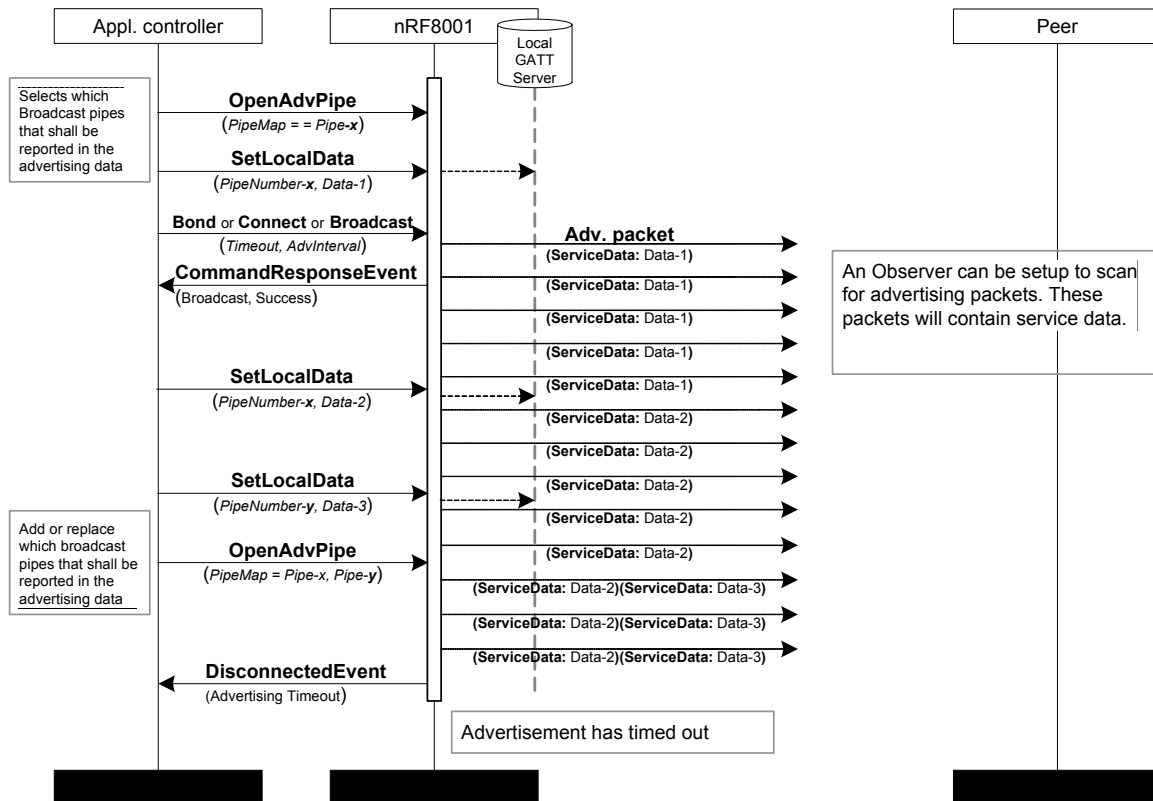 Appl. controller
nRF8001
Peer
Local
GATT
Server
Selects which
Broadcast pipes
that shall be
reported in the
advertising data
OpenAdvPipe
(PipeMap = = Pipe-x)
SetLocalData
(PipeNumber-x, Data-1)
Bond or Connect or Broadcast
(Timeout, AdvInterval)
Adv. packet
(ServiceData: Data-1)
CommandResponseEvent
(Broadcast, Success)
(ServiceData: Data-1)
(ServiceData: Data-1)
(ServiceData: Data-1)
(ServiceData: Data-1)
An Observer can be setup to scan
for advertising packets. These
packets will contain service data.
SetLocalData
(PipeNumber-x, Data-2)
(ServiceData: Data-2)
(ServiceData: Data-2)
(ServiceData: Data-2)
SetLocalData
(PipeNumber-y, Data-3)
(ServiceData: Data-2)
(ServiceData: Data-2)
Add or replace
which broadcast
pipes that shall be
reported in the
advertising data
OpenAdvPipe
(PipeMap = Pipe-x, Pipe-y)
(ServiceData: Data-2)(ServiceData: Data-3)
(ServiceData: Data-2)(ServiceData: Data-3)
(ServiceData: Data-2)(ServiceData: Data-3)
DisconnectedEvent
(Advertising Timeout)
Advertisement has timed out